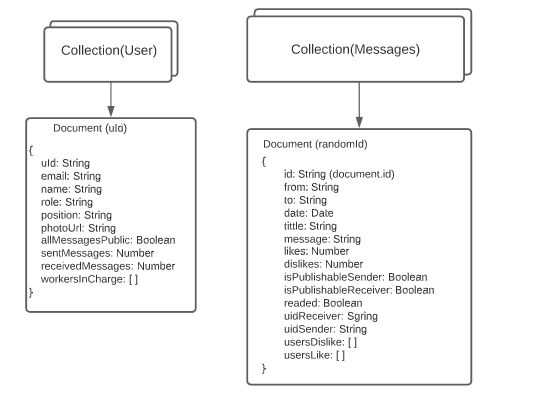 Collection(User)
Document (uId)
{
uId: String
email: String
name: String
role: String
position: String
photoUrl: String
allMessagesPublic: Boolean
sentMessages: Number
receivedMessages: Number
workersInCharge: [ ]
}
Collection(Messages)
Document (randomId)
{
id: String (document.id)
from: String
to: String
date: Date
tittle: String
message: String
likes: Number
dislikes: Number
isPublishableSender: Boolean
isPublishableReceiver: Boolean
readed: Boolean
uidReceiver: Sgring
uidSender: String
usersDislike: [ ]
usersLike: [ ]
}